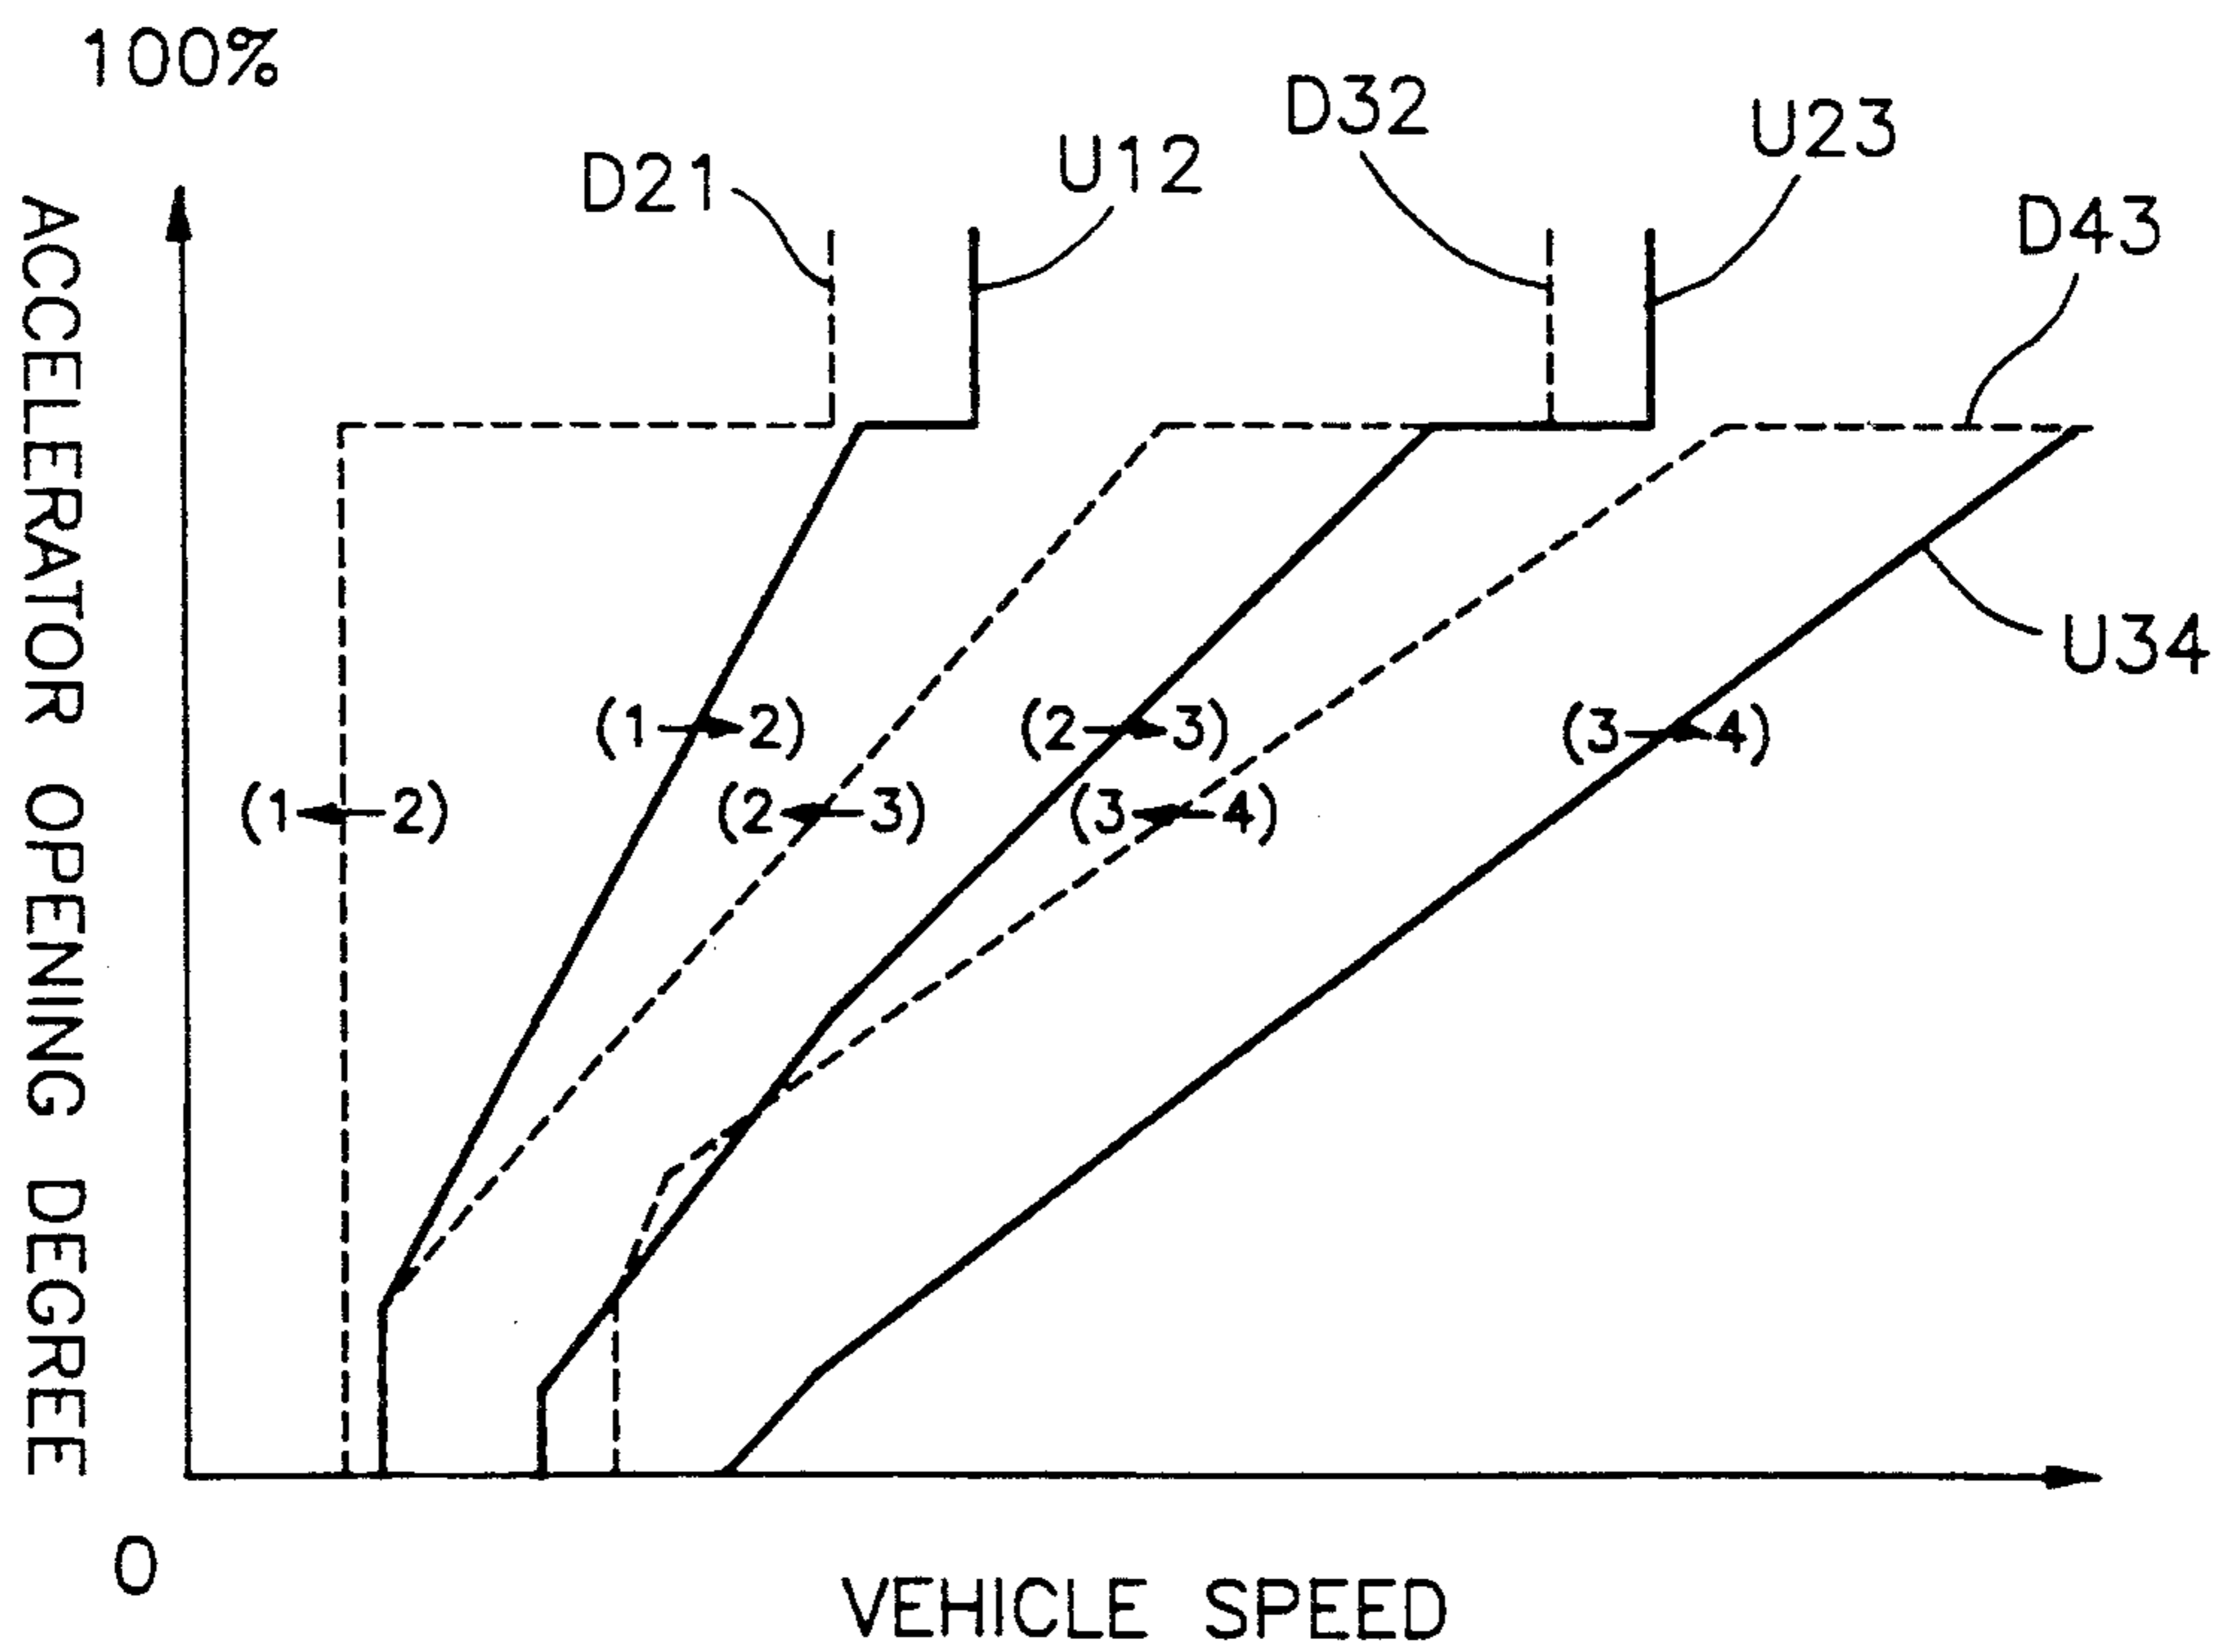 100%
D21
U12
D32
U23
D43
U34
(1→2)
(2→3)
(3→4)
(1←2)
(2←3)
(3←4)
ACCELERATOR OPENING DEGREE
0
VEHICLE SPEED